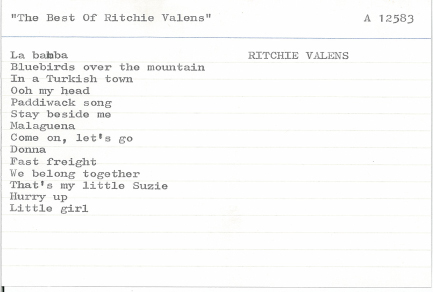 "The Best Of Ritchie Valens" A 12583
La babba RITCHIE VALENS
Bluebirds over the mountain
In a Turkish town
Ooh my head
Paddiwack song
Stay beside me
Malaguena
Come on, let's go
Donna
Fast freight
We belong together
That's my little Suzie
Hurry up
Little girl